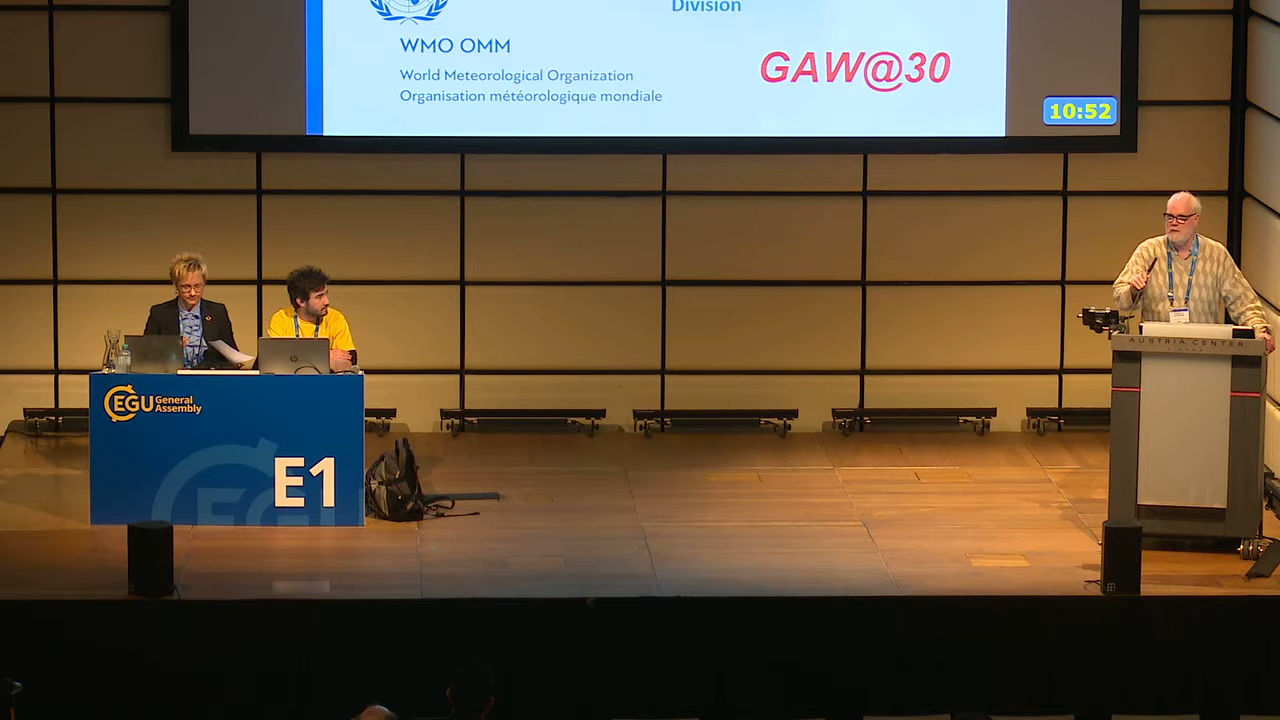 Division
WMO OMM
World Meteorological Organization
Organisation météorologique mondiale
GAW@30
10:52
AUSTRIA CENTER
EGU General
Assembly
E1
hp